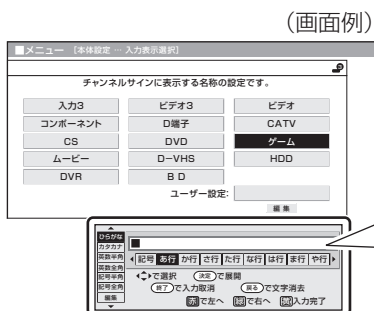 (画面例)
■メニュー [本体設定 … 入力表示選択]
チャンネルサインに表示する名称の設定です。
入力3 ビデオ3 ビデオ
コンポーネント D端子 CATV
CS DVD ゲーム
ムービー D-VHS HDD
DVR BD
ユーザー設定:
編集
ひらがな
カタカナ
英数半角
英数全角
記号半角
記号全角
編集
記号 あ行 か行 さ行 た行 な行 は行 ま行 や行
で選択 決定で展開
終了で入力取消 戻るで文字消去
青で左へ 緑で右へ 入力完了